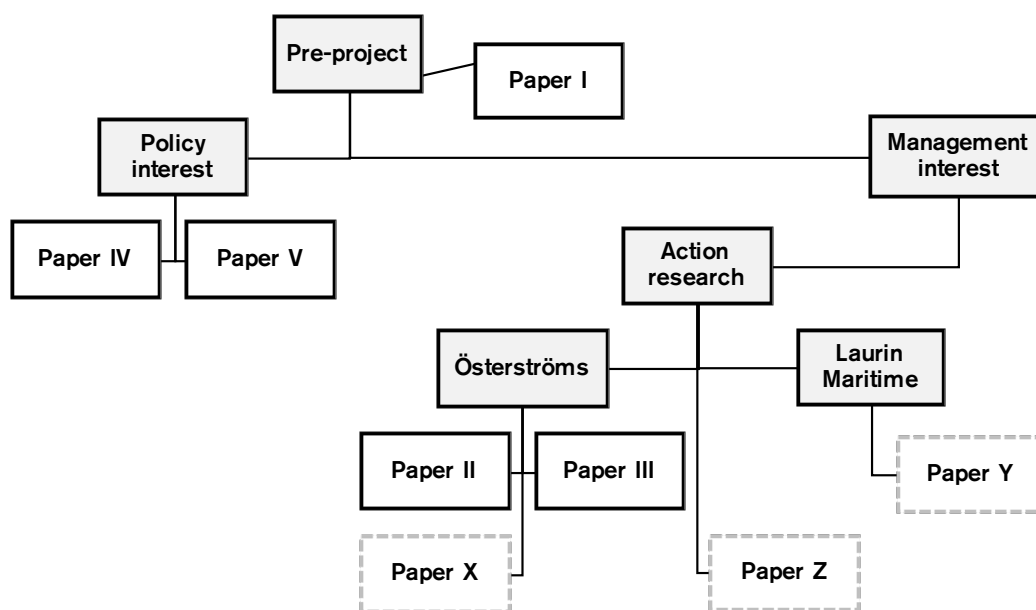 Pre-project
Paper I
Policy
interest
Management
interest
Paper IV
Paper V
Action
research
Österströms
Laurin
Maritime
Paper II
Paper III
Paper Y
Paper X
Paper Z